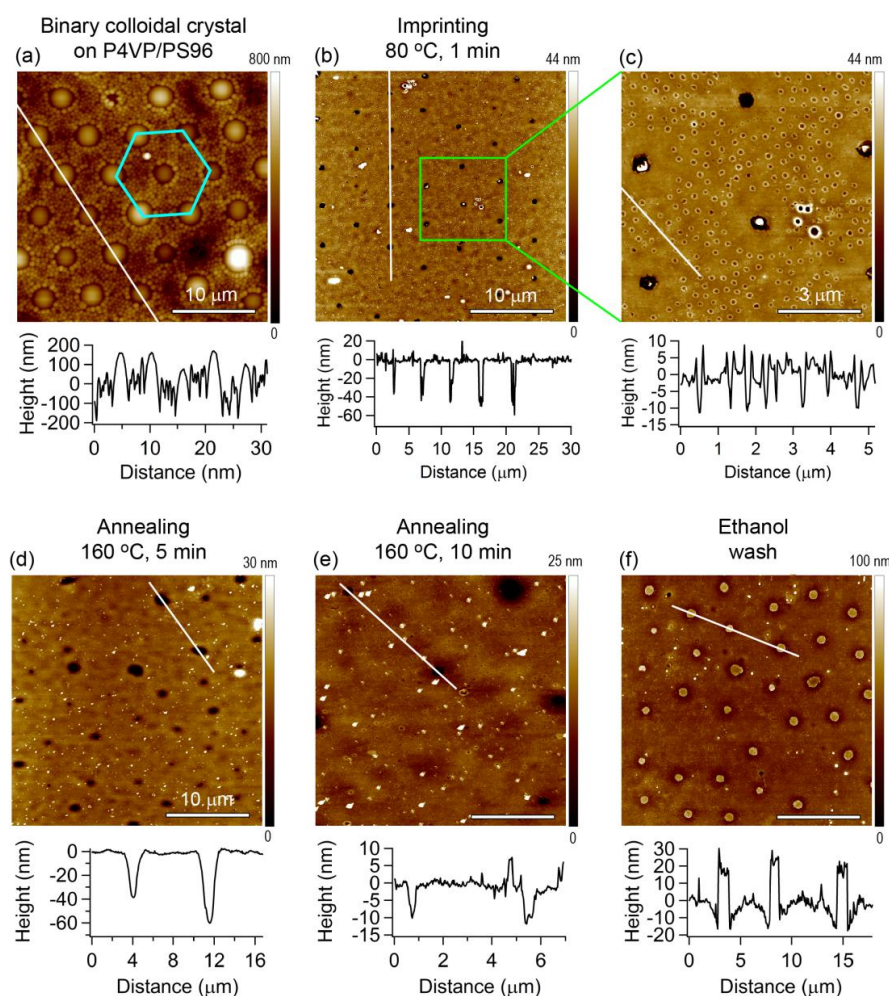 Binary colloidal crystal
on P4VP/PS96
(a)
800 nm
10 μm
0
Height (nm)
200
100
0
-100
-200
0 10 20 30
Distance (nm)
Imprinting
80 °C, 1 min
(b)
44 nm
10 μm
0
Height (nm)
20
0
-20
-40
-60
0 5 10 15 20 25 30
Distance (μm)
(c)
44 nm
3 μm
0
Height (nm)
10
5
0
-5
-10
-15
0 1 2 3 4 5
Distance (μm)
Annealing
160 °C, 5 min
(d)
30 nm
10 μm
0
Height (nm)
0
-20
-40
-60
0 4 8 12 16
Distance (μm)
Annealing
160 °C, 10 min
(e)
25 nm
0
Height (nm)
10
5
0
-5
-10
-15
0 2 4 6
Distance (μm)
Ethanol
wash
(f)
100 nm
0
Height (nm)
30
20
10
0
-10
-20
0 5 10 15
Distance (μm)